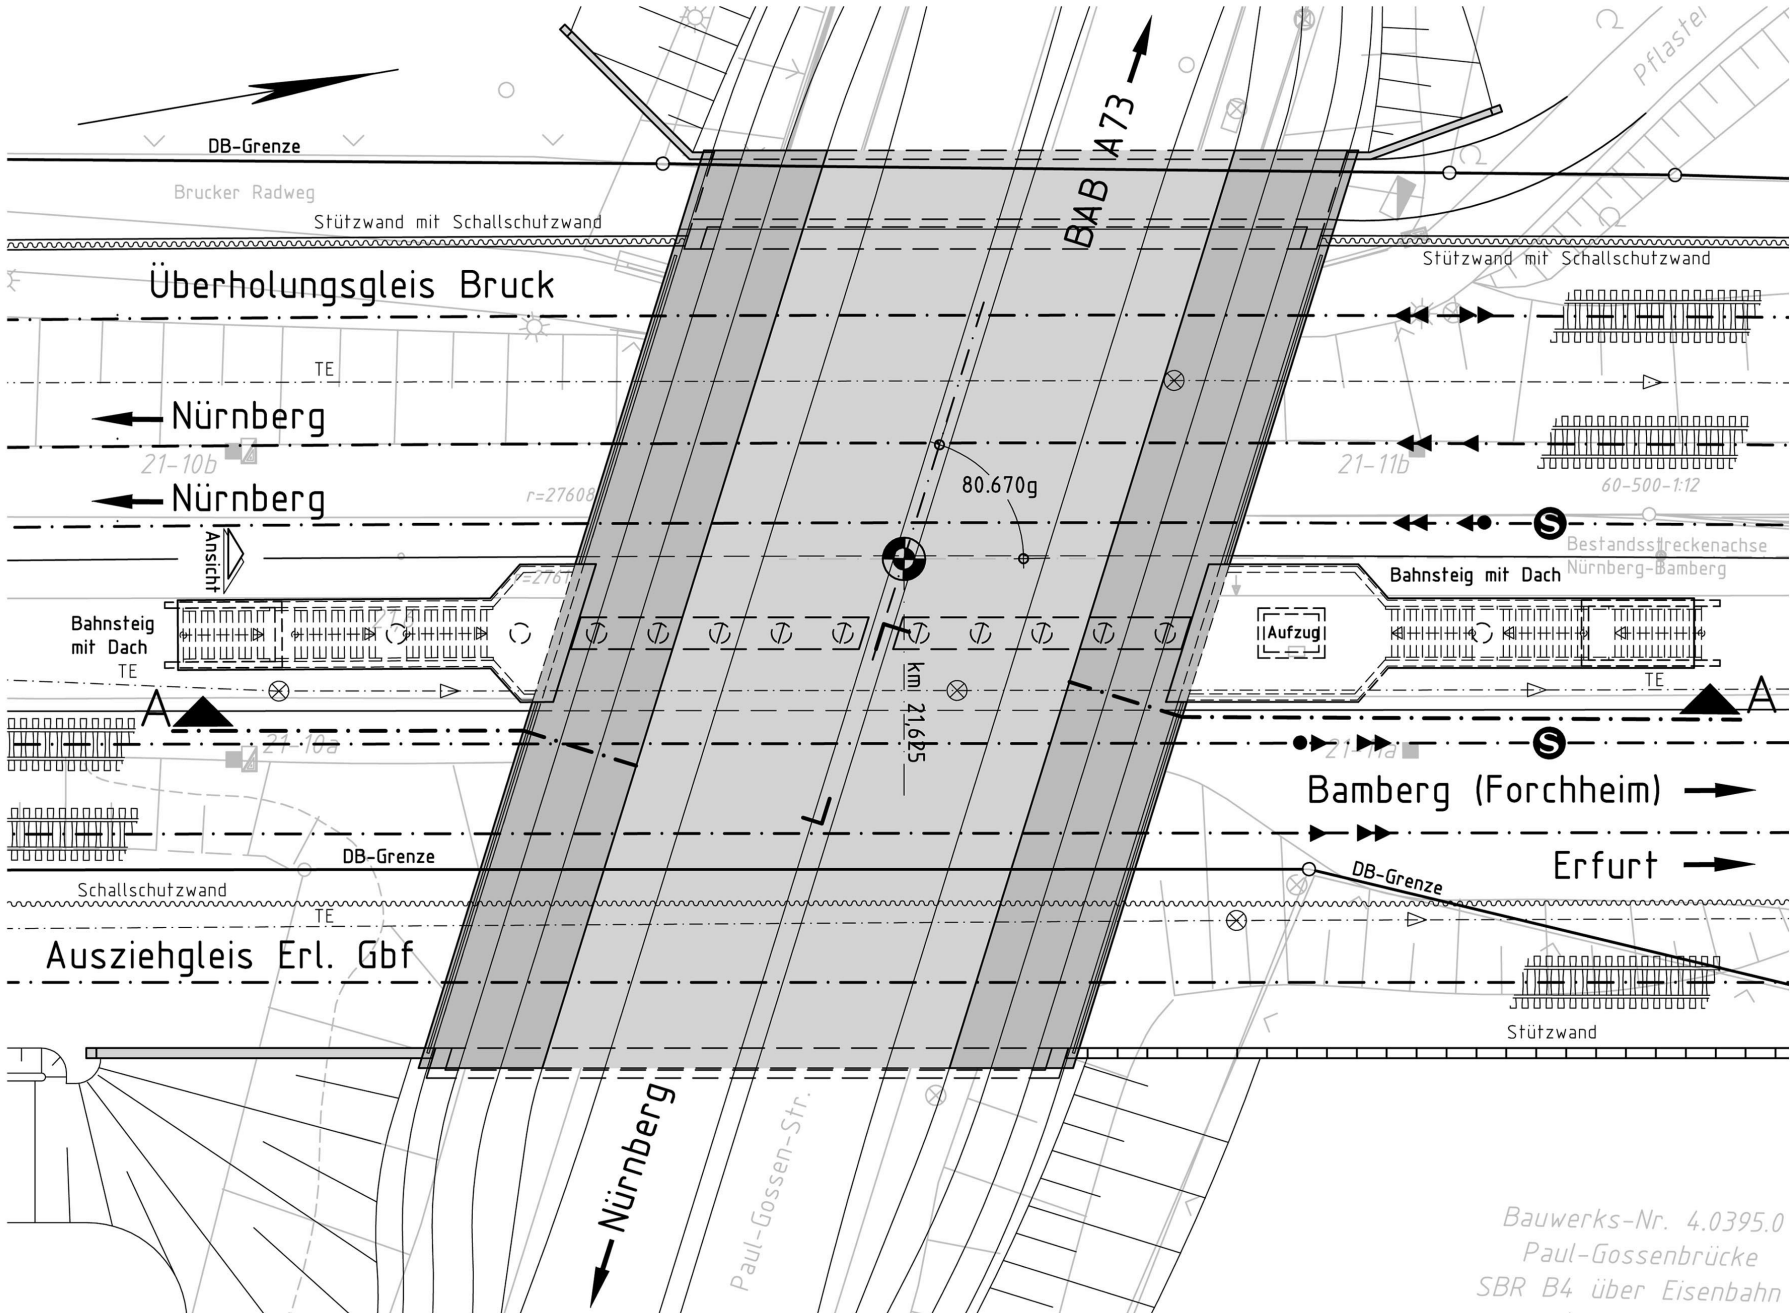 Pflaster
BAB A73
DB-Grenze
Brucker Radweg
Stützwand mit Schallschutzwand
Stützwand mit Schallschutzwand
Überholungsgleis Bruck
TE
Nürnberg
21-10b
21-11b
60-500-1:12
Nürnberg
r=27608
80.670g
S
Ansicht
Bestandsstreckenachse
Nürnberg-Bamberg
Bahnsteig mit Dach
Bahnsteig
mit Dach
Aufzug
TE
TE
km 21,625
A
A
21-10a
21-11a
S
Bamberg (Forchheim)
DB-Grenze
Erfurt
DB-Grenze
Schallschutzwand
TE
Ausziehgleis Erl. Gbf
Stützwand
Nürnberg
Paul-Gossen-Str.
Bauwerks-Nr. 4.0395.0
Paul-Gossenbrücke
SBR B4 über Eisenbahn